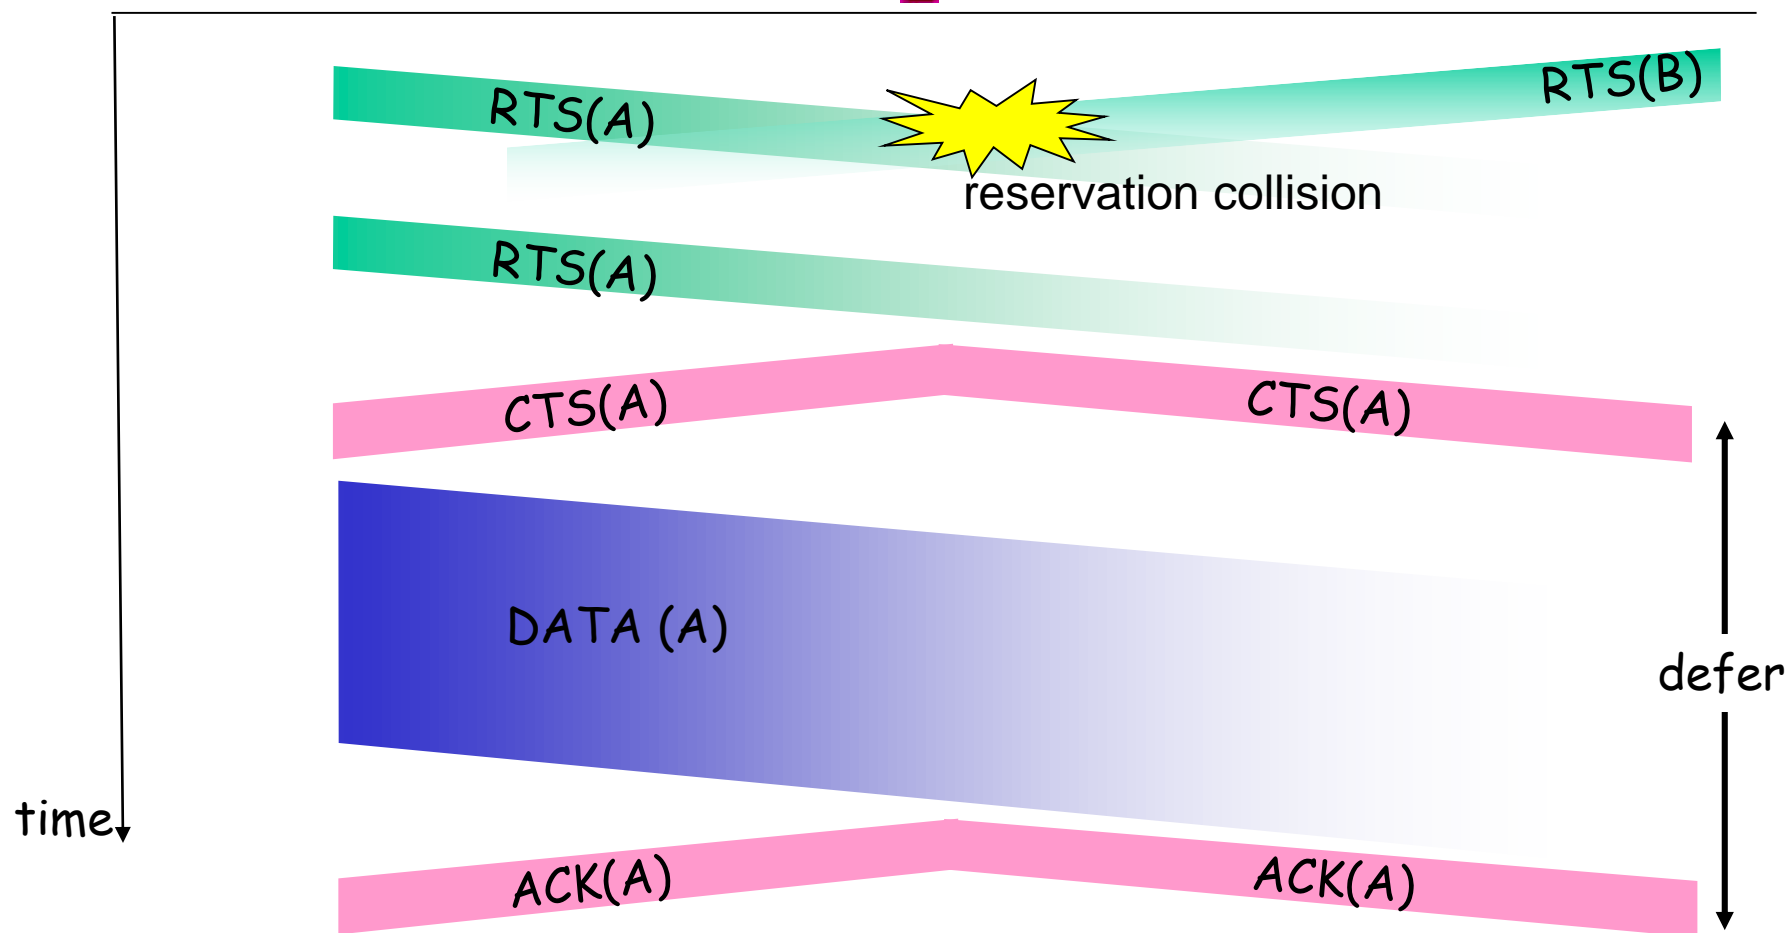 RTS(A)
RTS(B)
reservation collision
RTS(A)
CTS(A)
CTS(A)
DATA (A)
defer
time
ACK(A)
ACK(A)